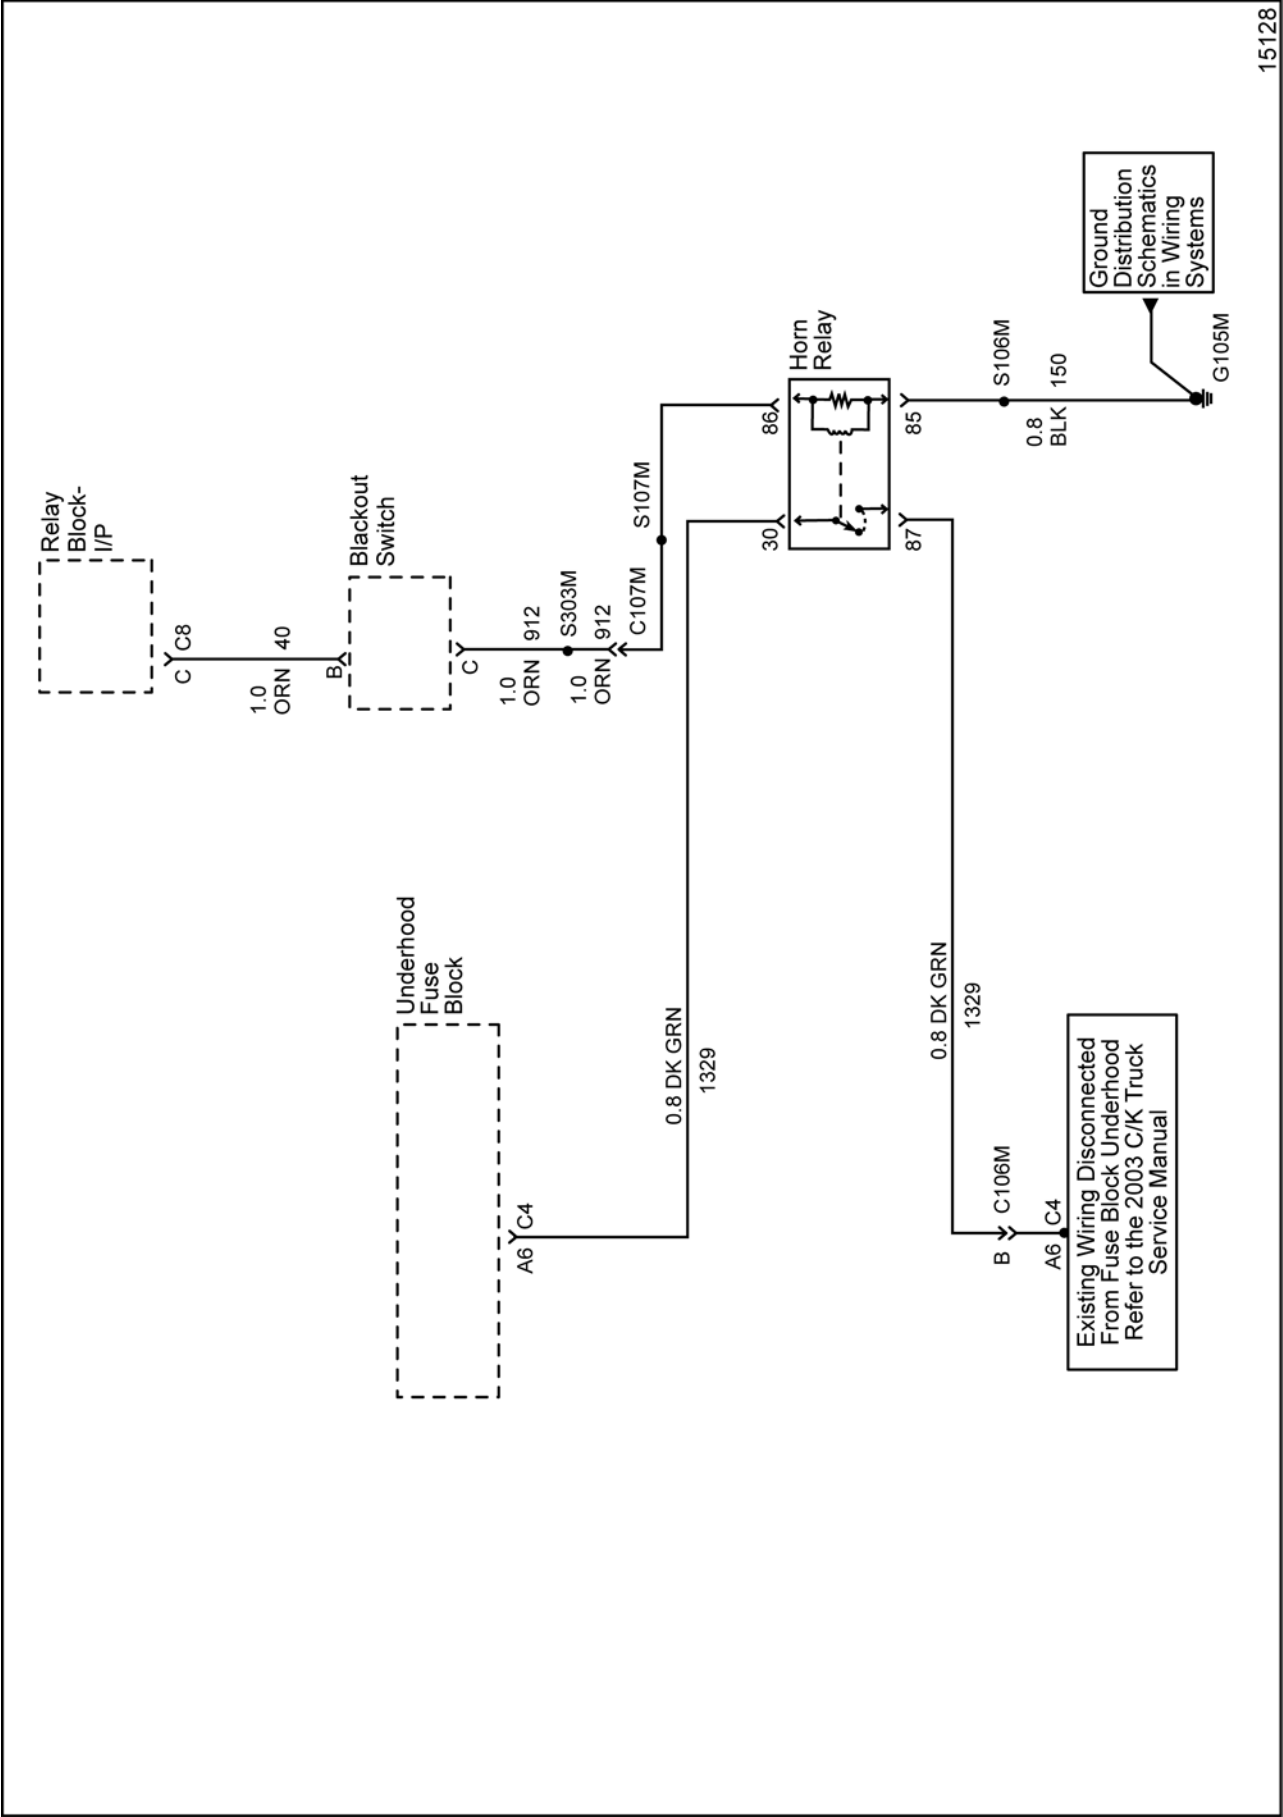 Relay
Block-
I/P
C
C8
1.0
ORN
40
B
Blackout
Switch
C
1.0
ORN
912
S303M
1.0
ORN
912
C107M
S107M
Underhood
Fuse
Block
A6
C4
0.8 DK GRN
1329
30
86
Horn
Relay
87
85
0.8 DK GRN
1329
S106M
0.8
BLK
150
G105M
Ground
Distribution
Schematics
in Wiring
Systems
B
C106M
A6
C4
Existing Wiring Disconnected
From Fuse Block Underhood
Refer to the 2003 C/K Truck
Service Manual
15128